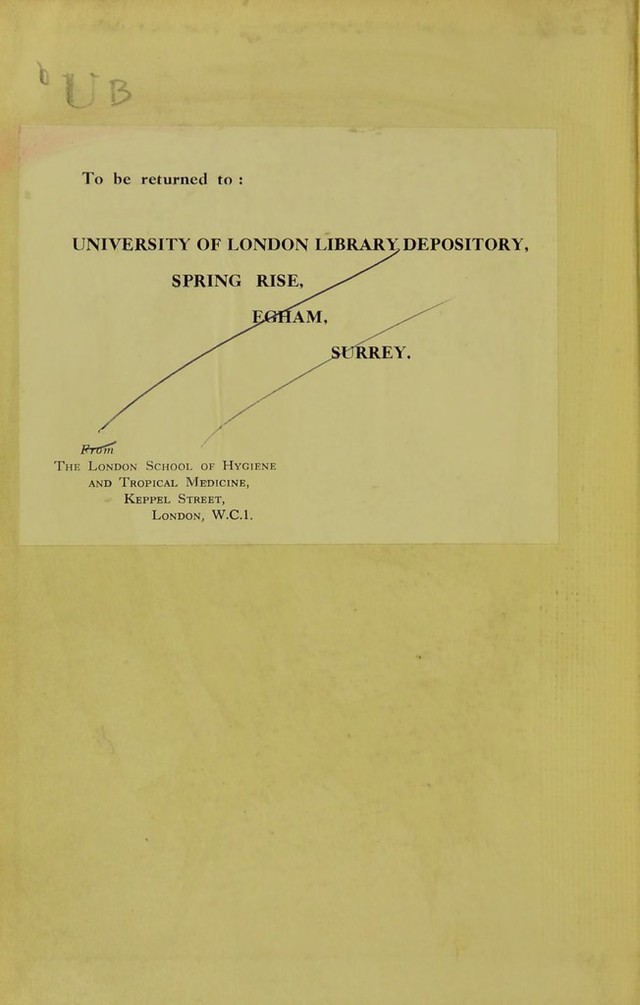 UB
To be returned to :
UNIVERSITY OF LONDON LIBRARY DEPOSITORY,
SPRING RISE,
EGHAM,
SURREY.
From
THE LONDON SCHOOL OF HYGIENE
AND TROPICAL MEDICINE,
KEPPEL STREET,
LONDON, W.C.1.